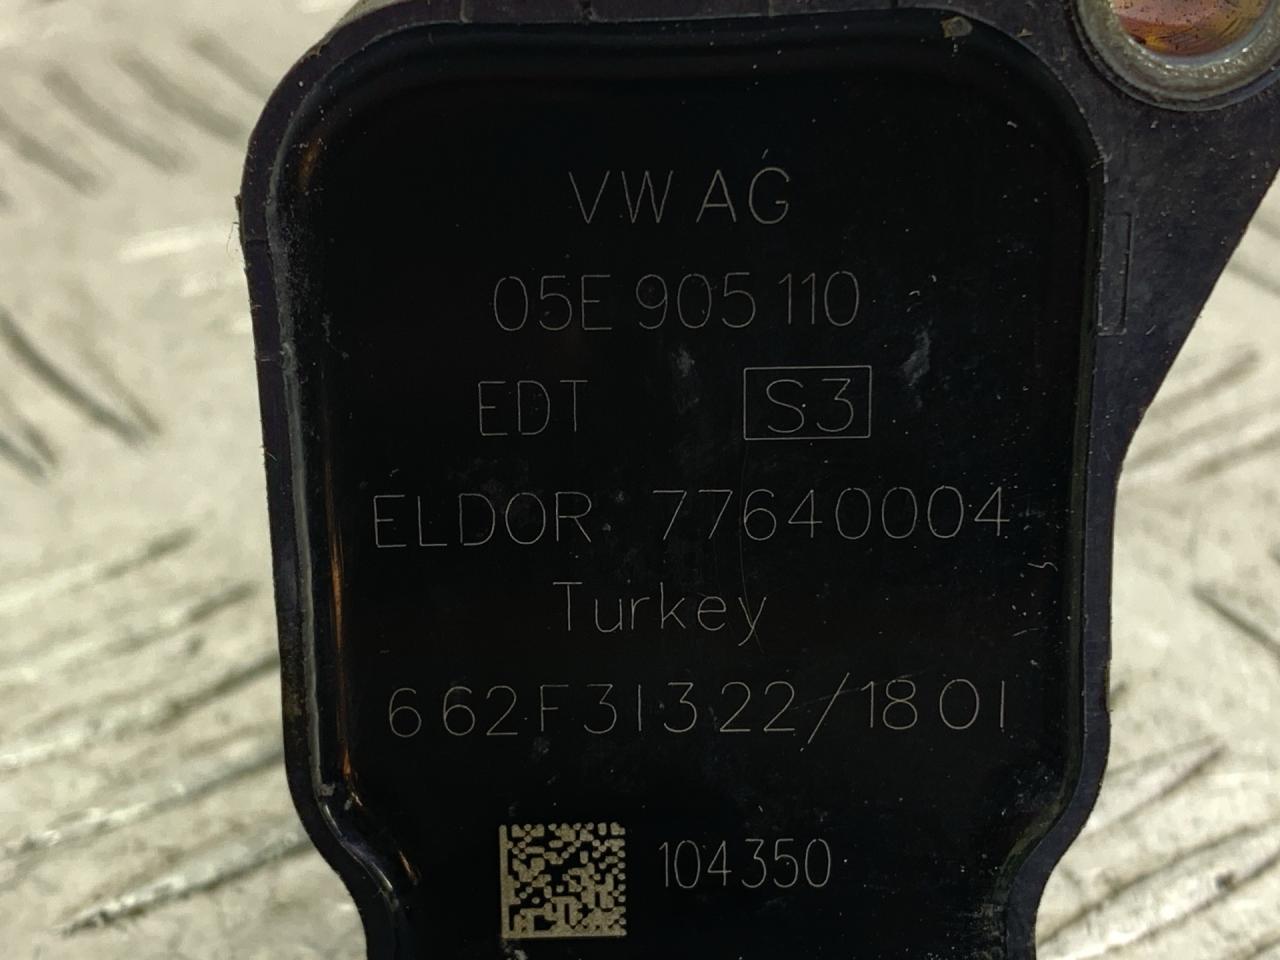 VW AG
05E 905 110
EDT S3
ELDOR 77640004
Turkey
662F31322/1801
104350